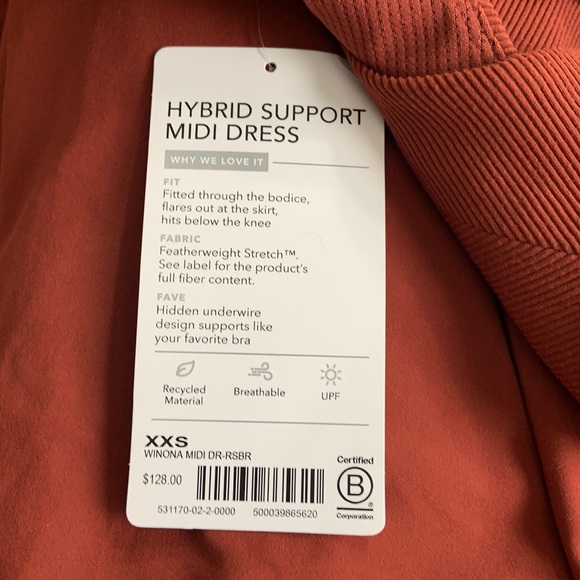 HYBRID SUPPORT
MIDI DRESS
WHY WE LOVE IT
FIT
Fitted through the bodice,
flares out at the skirt,
hits below the knee
FABRIC
Featherweight Stretch™.
See label for the product's
full fiber content.
FAVE
Hidden underwire
design supports like
your favorite bra
Recycled
Material
Breathable
UPF
XXS
WINONA MIDI DR-RSBR
$128.00
531170-02-2-0000 500039865620
Certified
B
®
Corporation